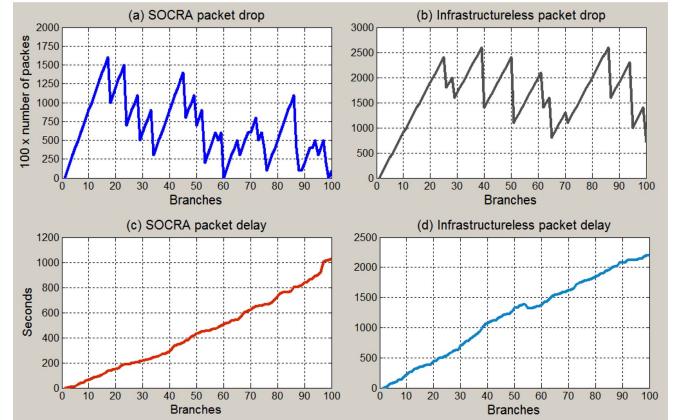 (a) SOCRA packet drop
(b) Infrastructureless packet drop
100 x number of packes
2000
1750
1500
1250
1000
750
500
250
0
0 10 20 30 40 50 60 70 80 90 100
Branches
3000
2500
2000
1500
1000
500
0
0 10 20 30 40 50 60 70 80 90 100
Branches
(c) SOCRA packet delay
(d) Infrastructureless packet delay
Seconds
1200
1000
800
600
400
200
0
0 10 20 30 40 50 60 70 80 90 100
Branches
2500
2000
1500
1000
500
0
0 10 20 30 40 50 60 70 80 90 100
Branches